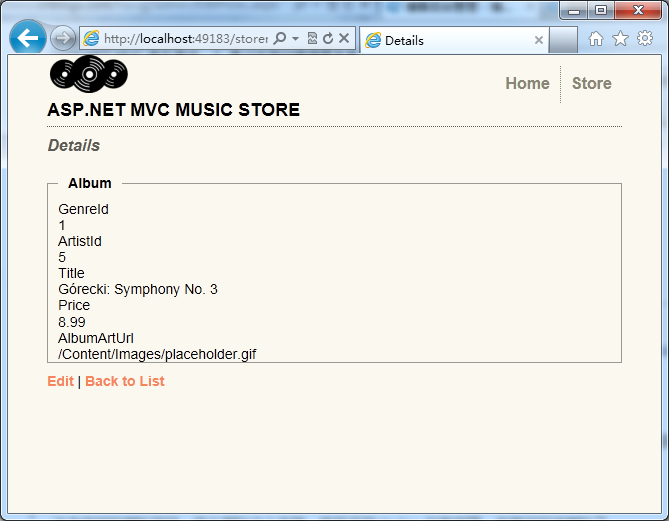 http://localhost:49183/storer
Details
Home
Store
ASP.NET MVC MUSIC STORE
Details
Album
GenreId
1
ArtistId
5
Title
Górecki: Symphony No. 3
Price
8.99
AlbumArtUrl
/Content/Images/placeholder.gif
Edit | Back to List